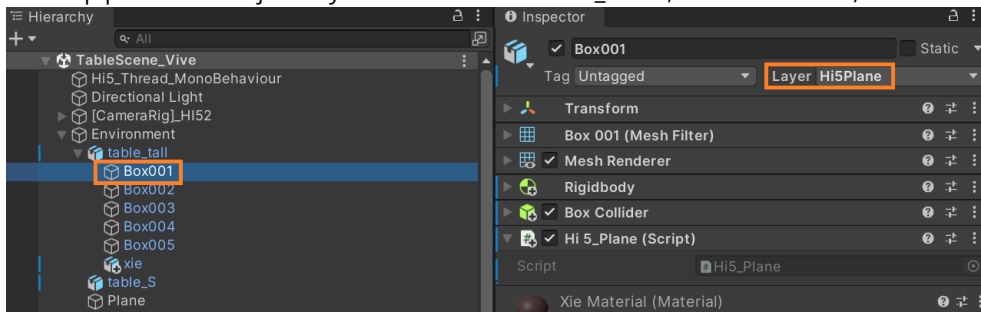 Hierarchy
All
TableScene_Vive
Hi5_Thread_MonoBehaviour
Directional Light
[CameraRig]_HI52
Environment
table_tall
Box001
Box002
Box003
Box004
Box005
xie
table_S
Plane
Inspector
Box001
Static
Tag Untagged
Layer Hi5Plane
Transform
Box 001 (Mesh Filter)
Mesh Renderer
Rigidbody
Box Collider
Hi 5_Plane (Script)
Script
Hi5_Plane
Xie Material (Material)